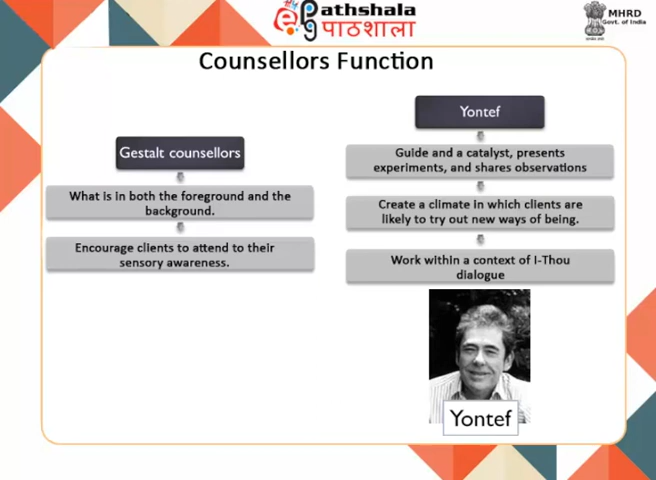 ePathshala
पाठशाला
MHRD
Govt. of India
Counsellors Function
Gestalt counsellors
What is in both the foreground and the
background.
Encourage clients to attend to their
sensory awareness.
Yontef
Guide and a catalyst, presents
experiments, and shares observations
Create a climate in which clients are
likely to try out new ways of being.
Work within a context of I-Thou
dialogue
Yontef